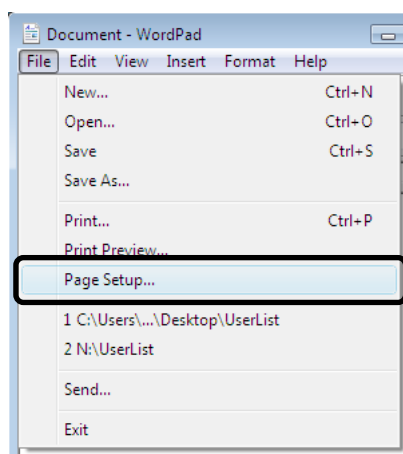 Document - WordPad
File Edit View Insert Format Help
New... Ctrl+N
Open... Ctrl+O
Save Ctrl+S
Save As...
Print... Ctrl+P
Print Preview...
Page Setup...
1 C:\Users\...\Desktop\UserList
2 N:\UserList
Send...
Exit